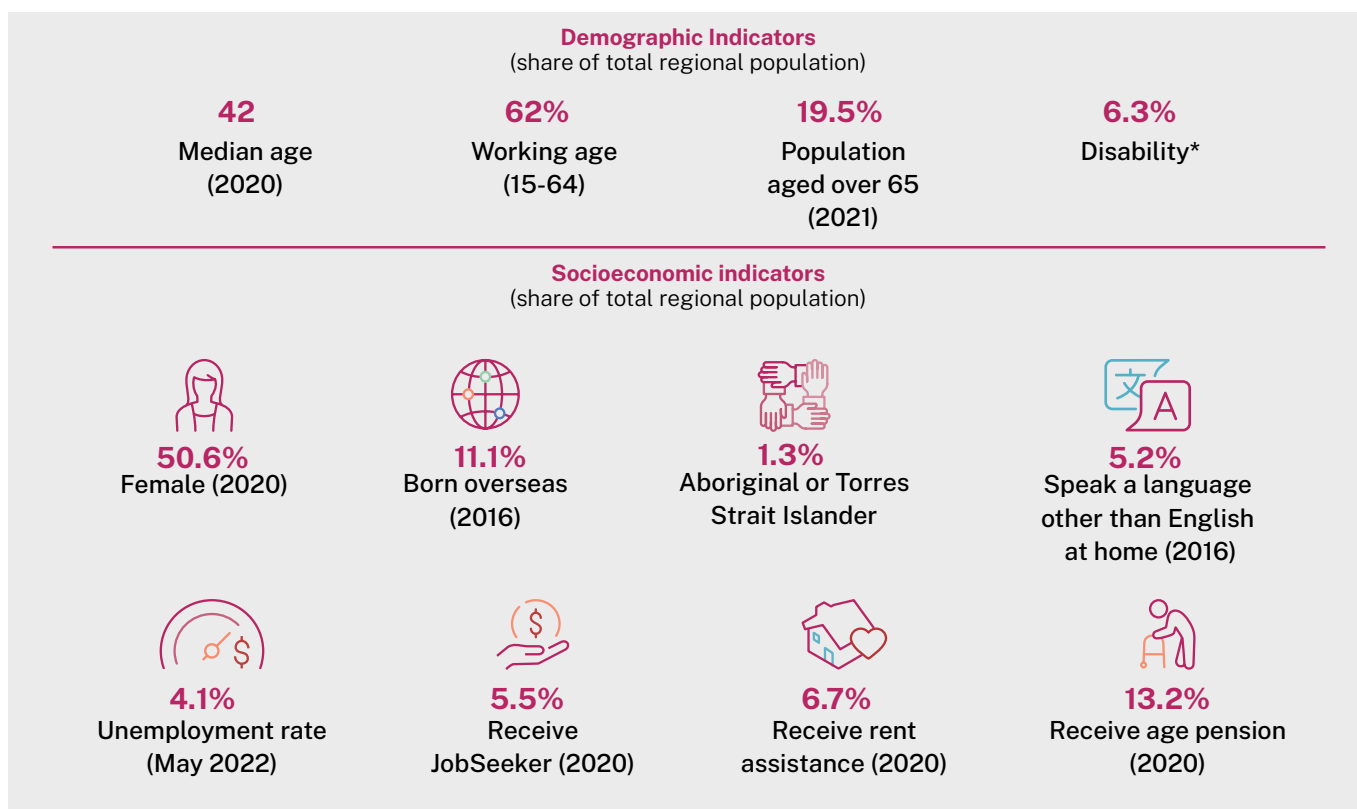 Demographic Indicators
(share of total regional population)
42
Median age
(2020)
62%
Working age
(15-64)
19.5%
Population
aged over 65
(2021)
6.3%
Disability*
Socioeconomic indicators
(share of total regional population)
50.6%
Female (2020)
11.1%
Born overseas
(2016)
1.3%
Aboriginal or Torres
Strait Islander
文
A
5.2%
Speak a language
other than English
at home (2016)
$
4.1%
Unemployment rate
(May 2022)
$
5.5%
Receive
JobSeeker (2020)
6.7%
Receive rent
assistance (2020)
13.2%
Receive age pension
(2020)